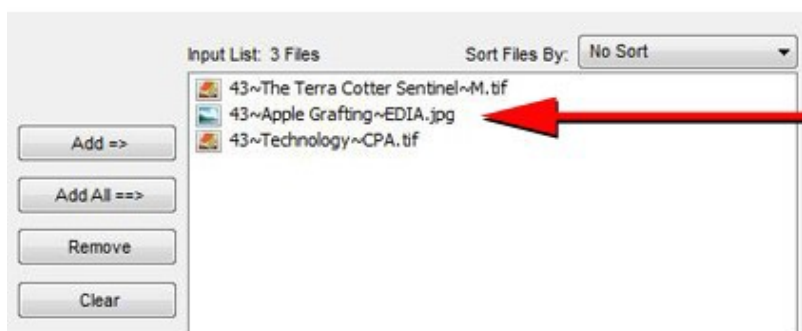 Input List: 3 Files Sort Files By: No Sort
43~The Terra Cotter Sentinel~M.tif
43~Apple Grafting~EDIA.jpg
43~Technology~CPA.tif
Add =>
Add All ==>
Remove
Clear